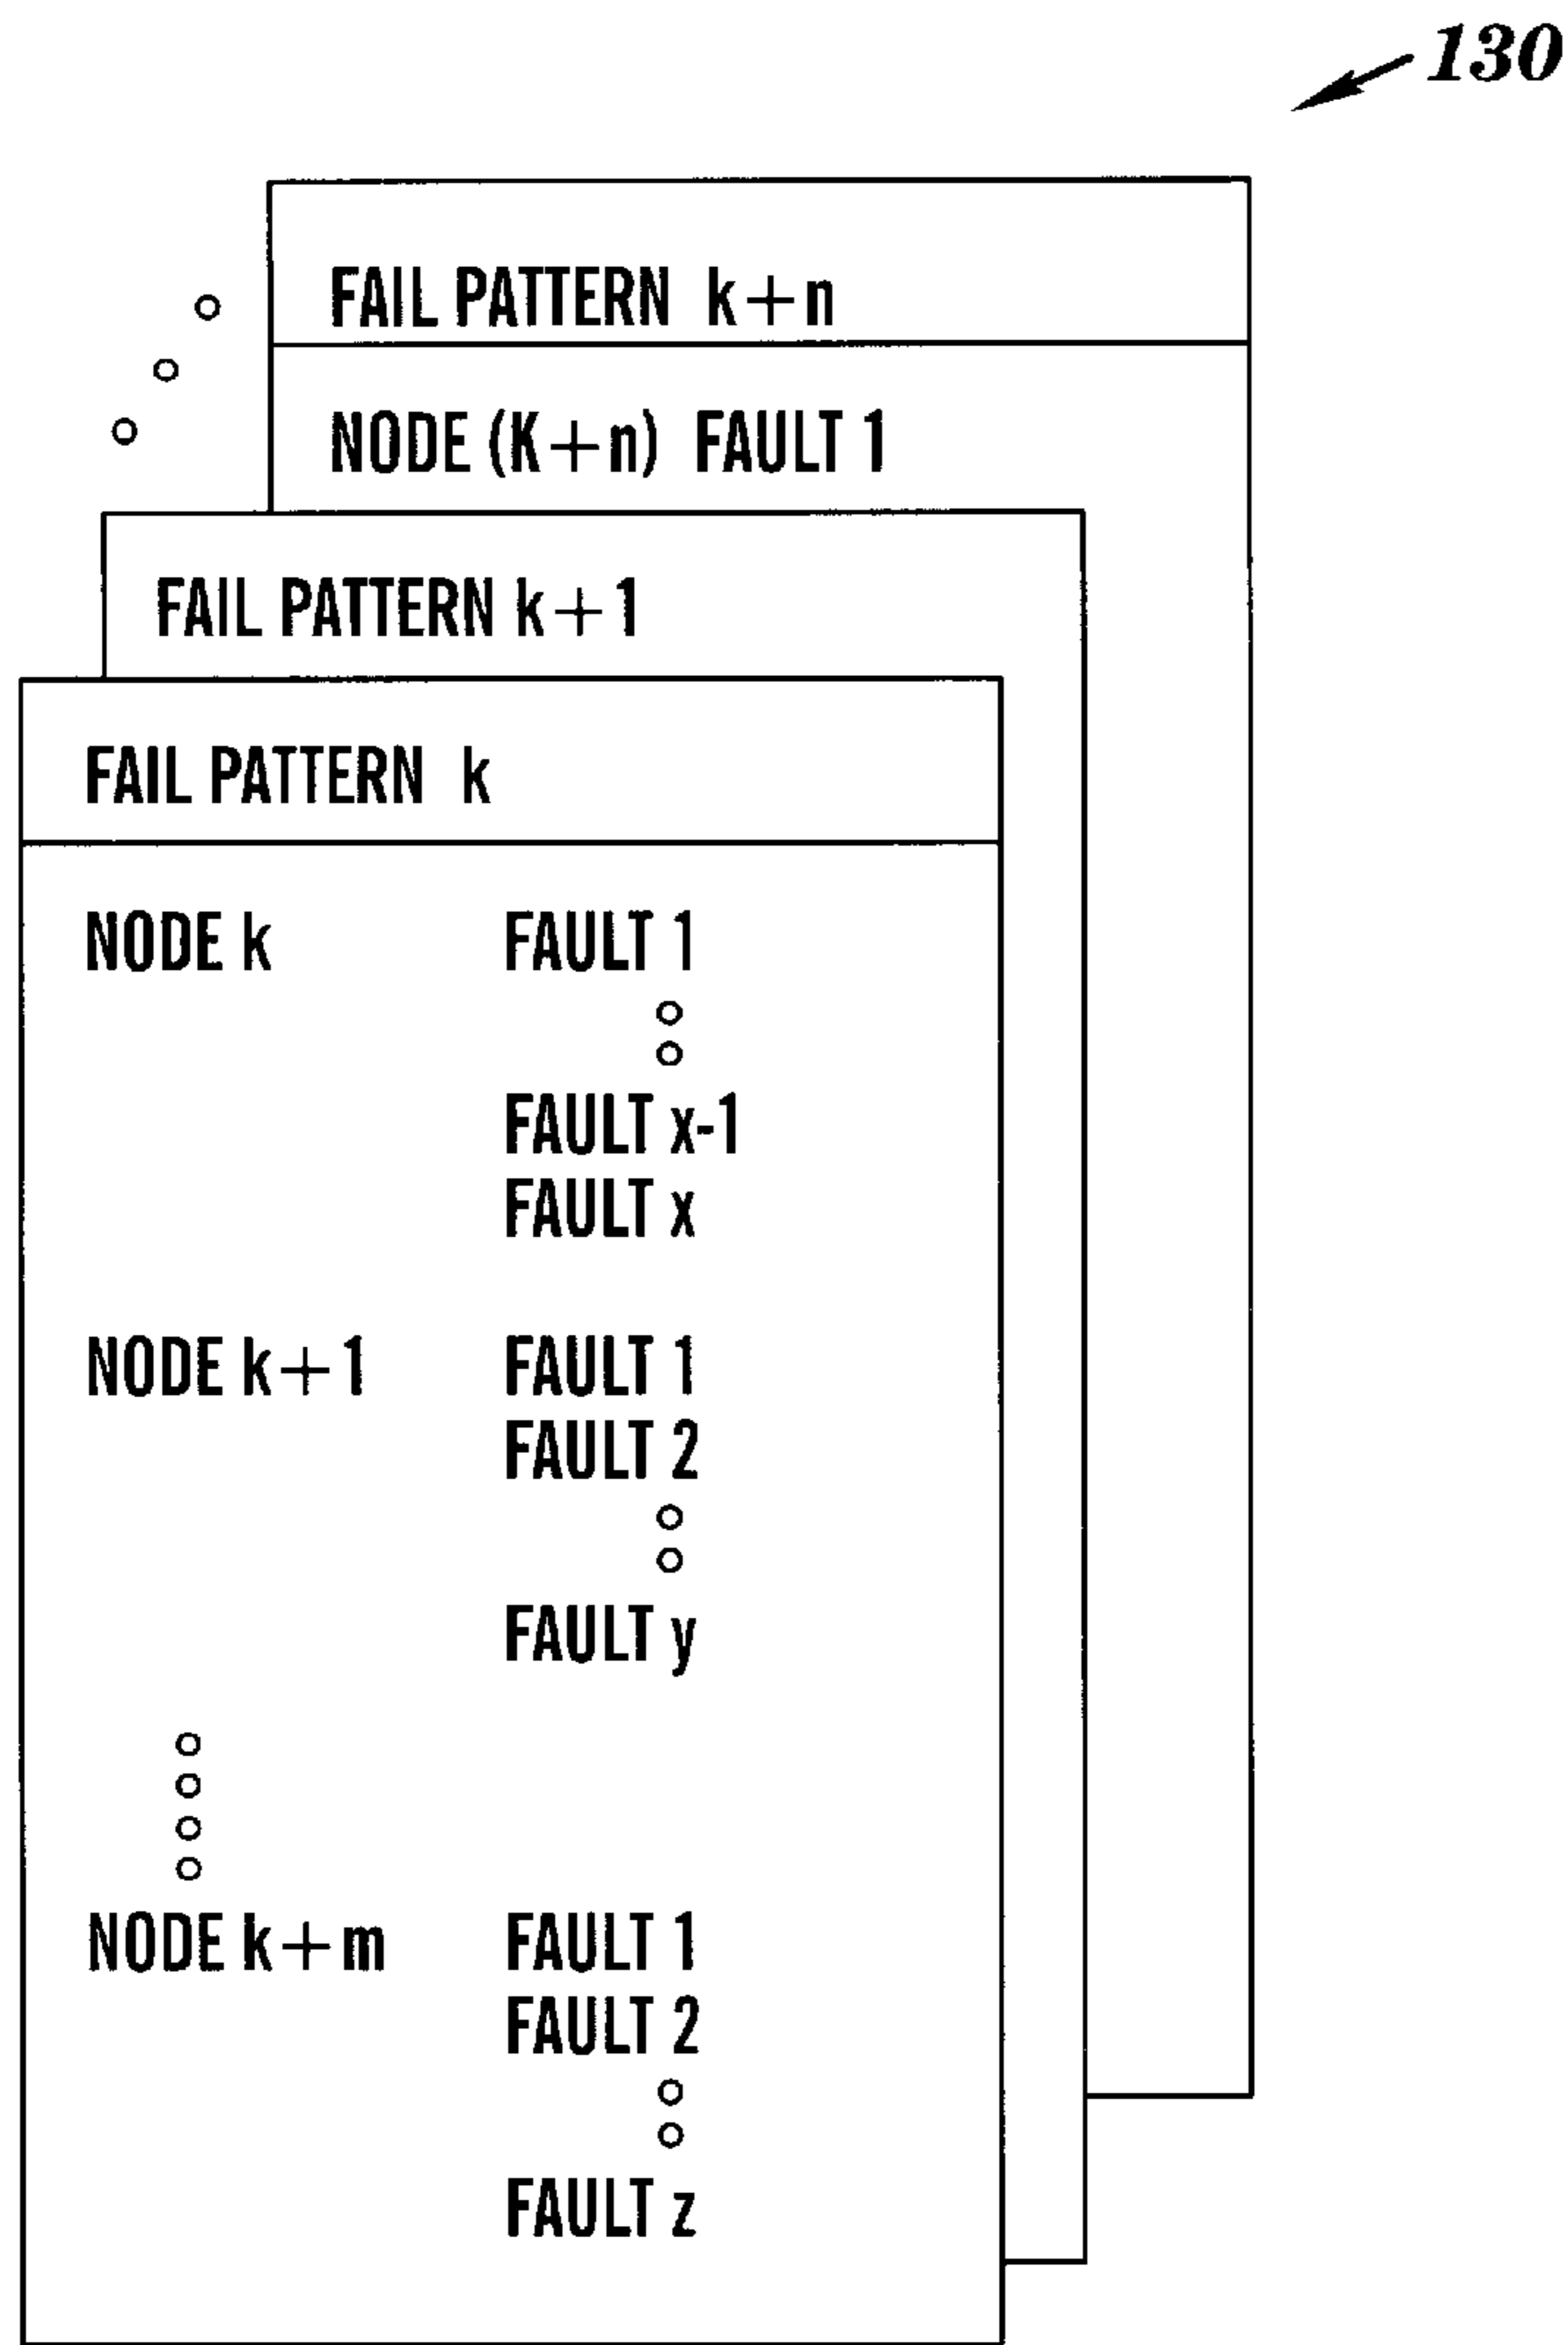 130
FAIL PATTERN k+n
NODE (K+n) FAULT 1
FAIL PATTERN k+1
FAIL PATTERN k
NODE k FAULT 1
FAULT x-1
FAULT x
NODE k+1 FAULT 1
FAULT 2
FAULT y
NODE k+m FAULT 1
FAULT 2
FAULT z